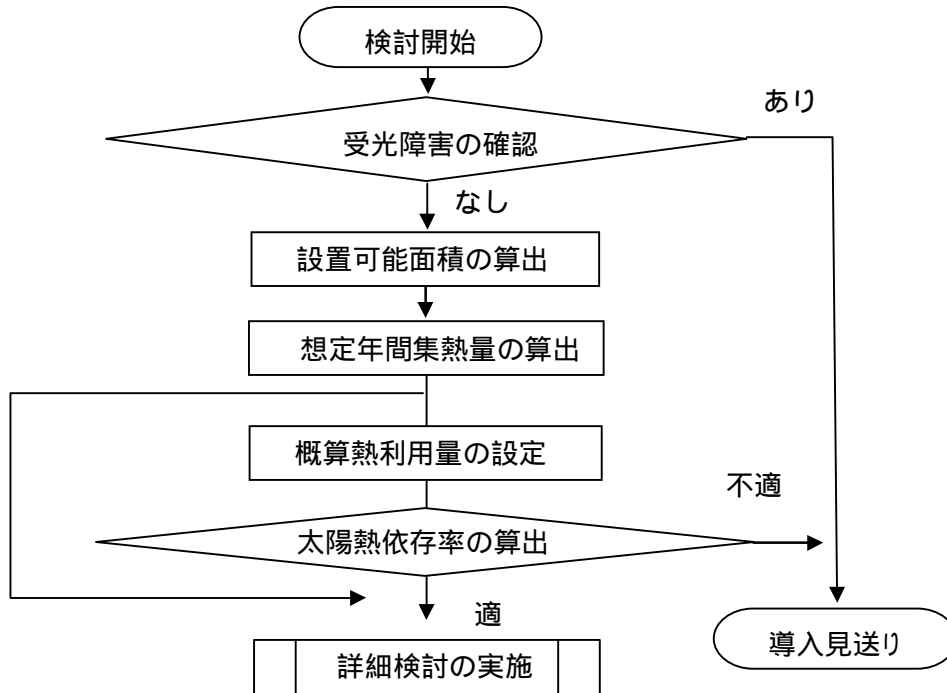 検討開始
あり
受光障害の確認
なし
設置可能面積の算出
想定年間集熱量の算出
概算熱利用量の設定
不適
太陽熱依存率の算出
適
導入見送り
詳細検討の実施